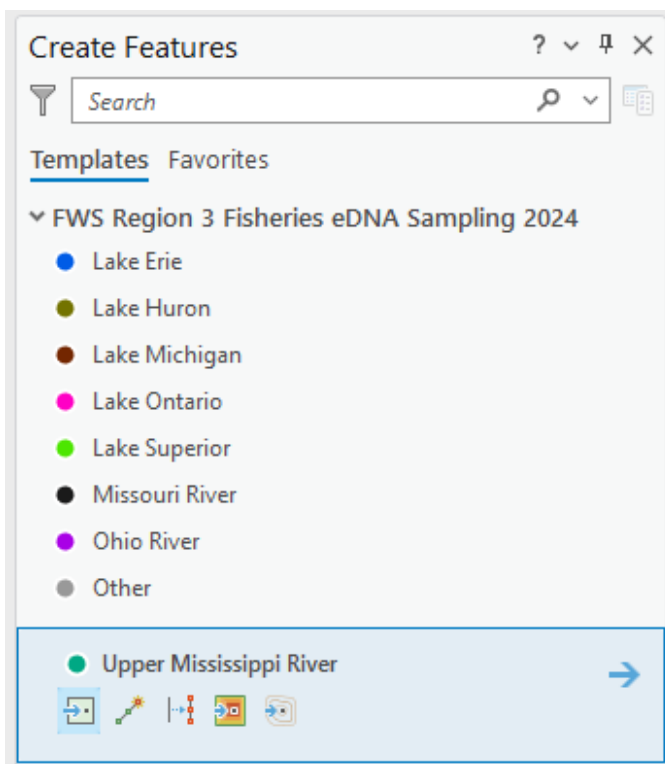 Create Features
?
Search
Templates Favorites
FWS Region 3 Fisheries eDNA Sampling 2024
Lake Erie
Lake Huron
Lake Michigan
Lake Ontario
Lake Superior
Missouri River
Ohio River
Other
Upper Mississippi River